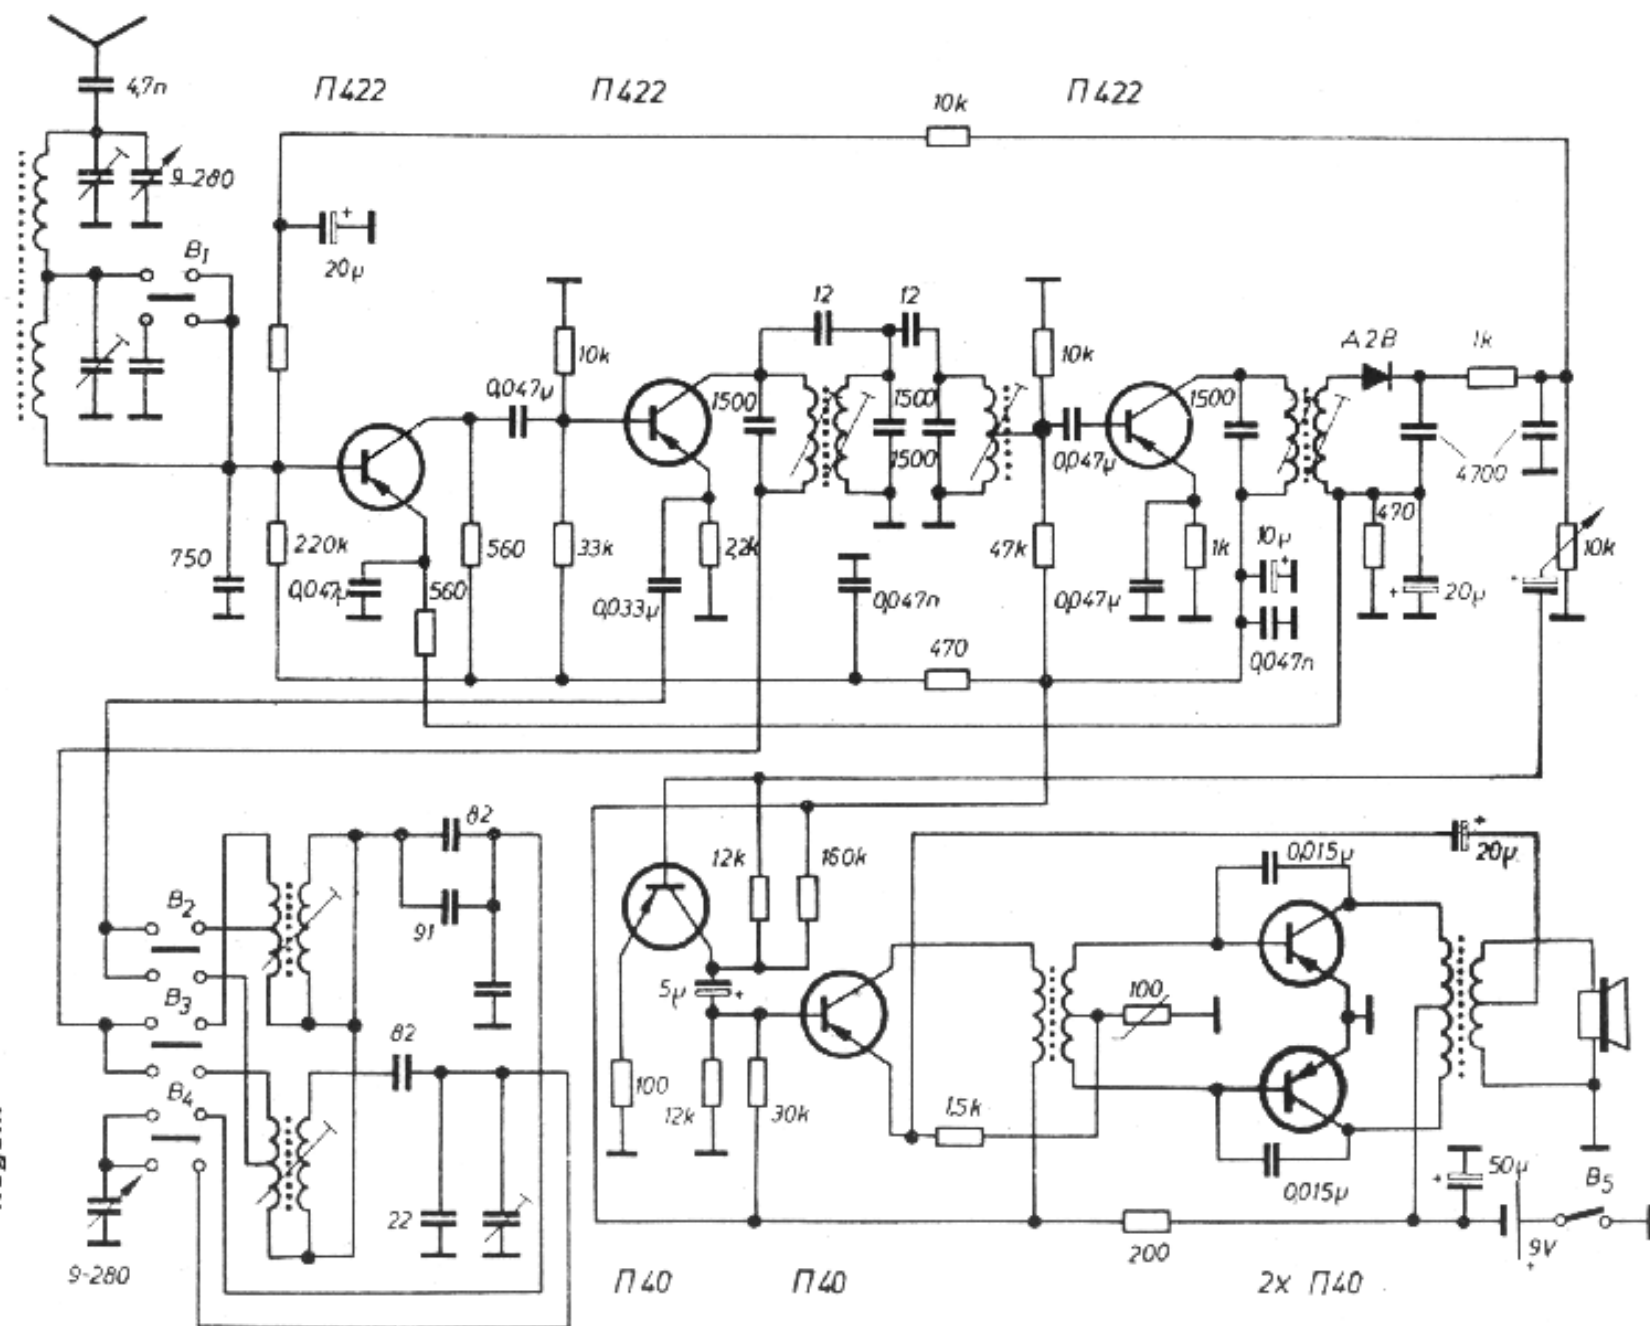 4,7n
П422
П422
П422
10k
9-280
B1
+
20µ
12
12
A2B
1k
10k
10k
0,047µ
1500
1500
1500
1500
0,047µ
4700
750
220k
560
33k
2,2k
47k
1k
10µ
+
470
10k
0,047µ
560
0,033µ
0,047n
0,047µ
+
20µ
+
0,047n
470
82
12k
160k
0,015µ
+
20µ
B2
91
5µ
+
100
B3
82
B4
100
12k
30k
1,5k
0,015µ
+
50µ
B5
22
200
9V
+
9-280
П40
П40
2x П40